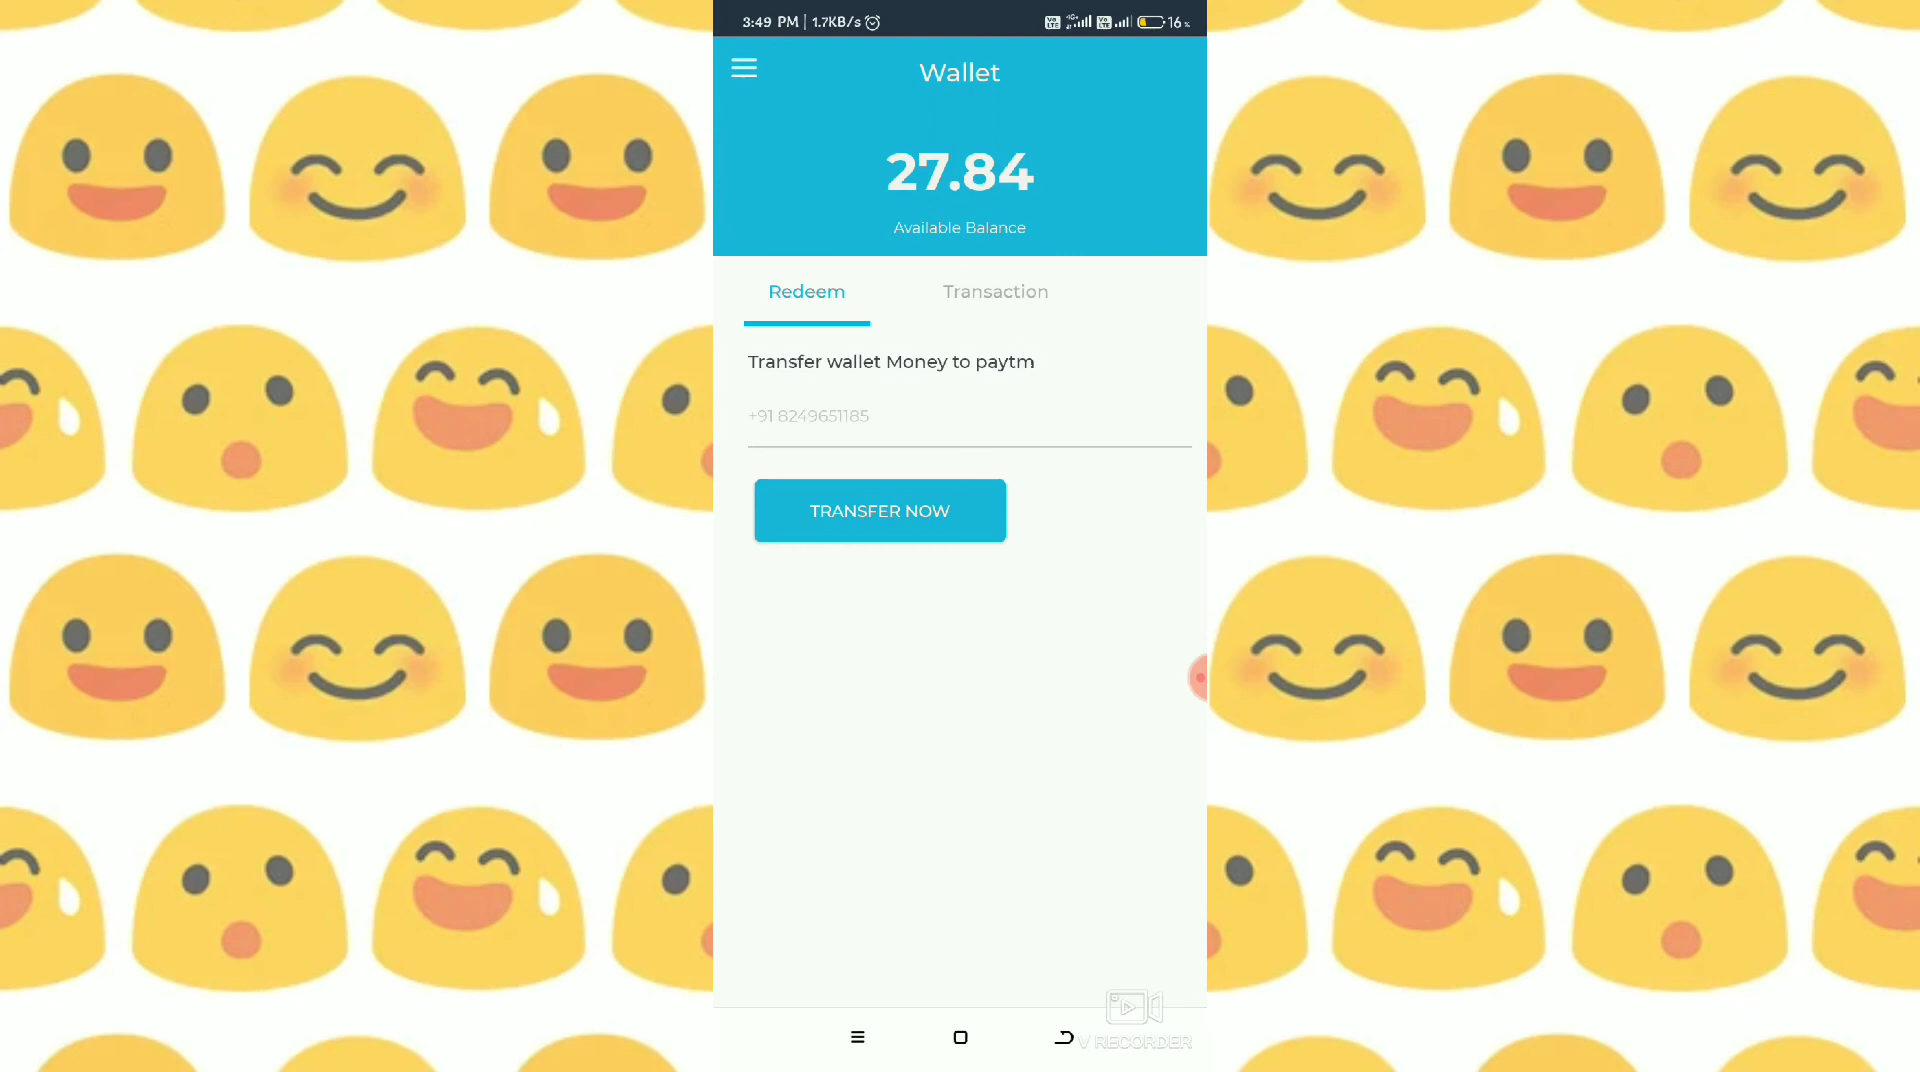 3:49 PM | 1.7KB/s
16 %
Wallet
27.84
Available Balance
Redeem
Transaction
Transfer wallet Money to paytm
+91 8249651185
TRANSFER NOW
V RECORDER